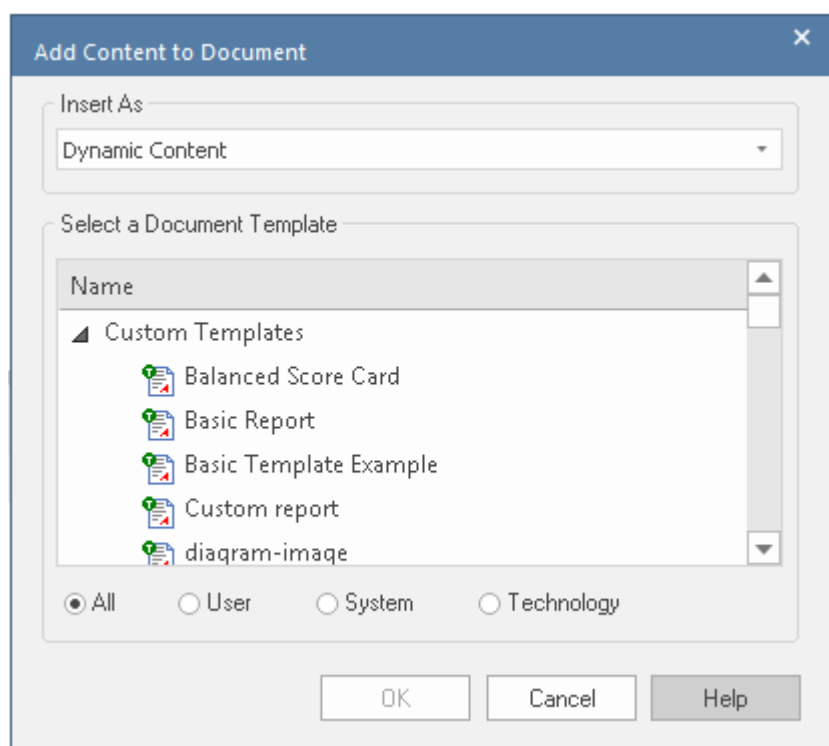 Add Content to Document
Insert As
Dynamic Content
Select a Document Template
Name
Custom Templates
Balanced Score Card
Basic Report
Basic Template Example
Custom report
diagram-image
All User System Technology
OK Cancel Help